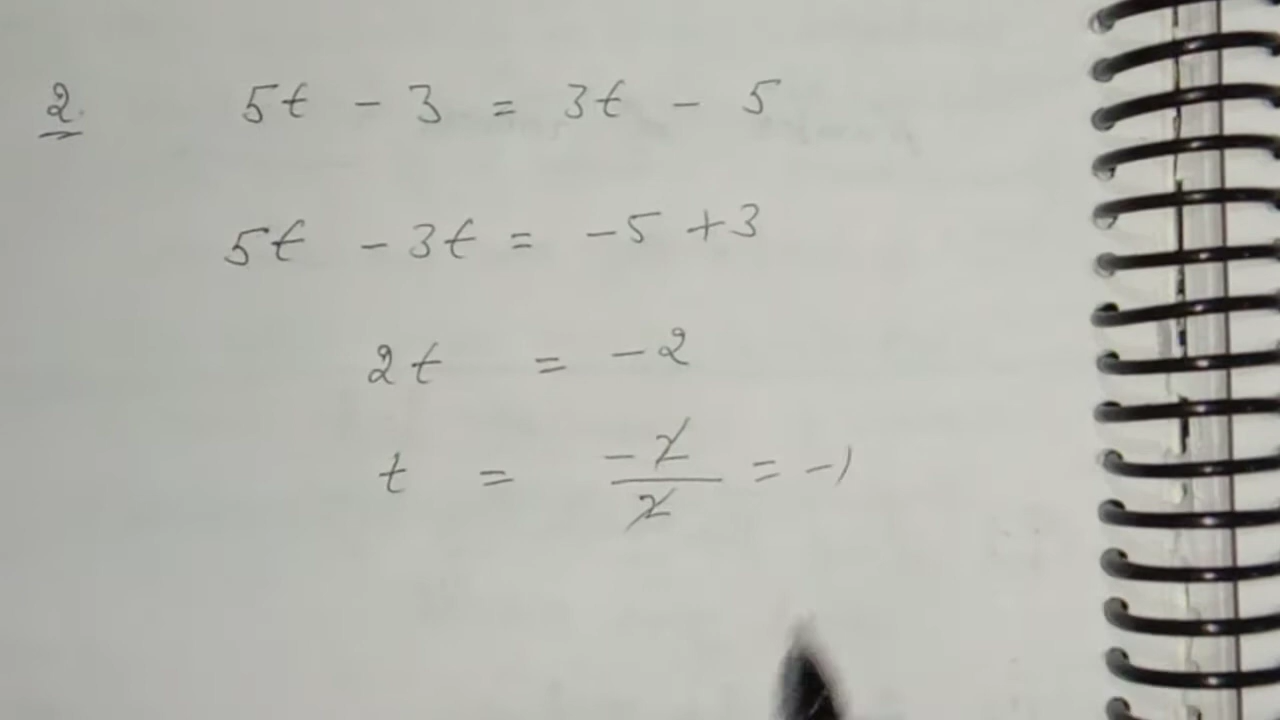 2. 5t - 3 = 3t - 5
5t - 3t = -5 + 3
2t = -2
t = -2/2 = -1